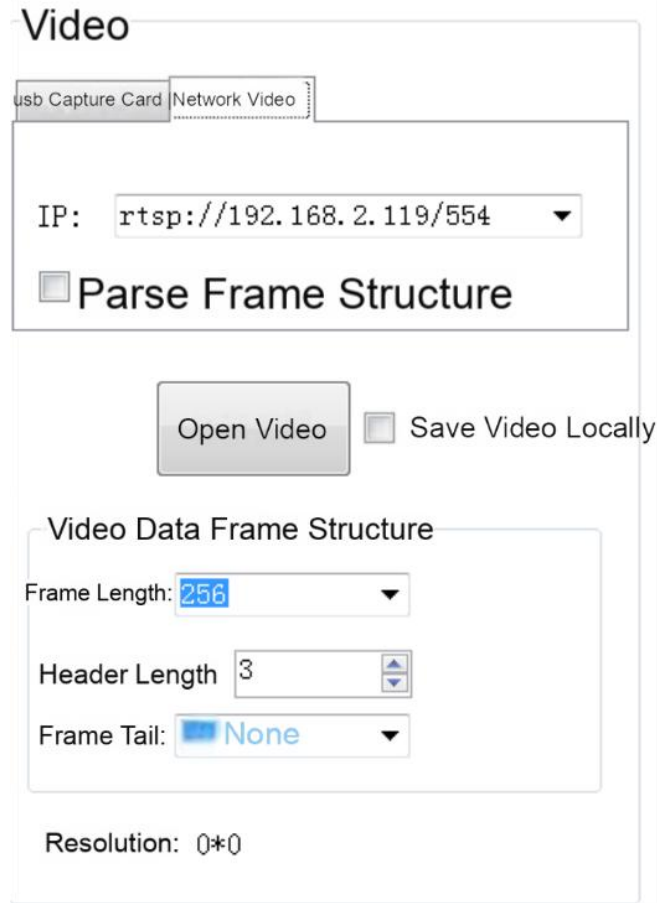 Video
usb Capture Card Network Video
IP: rtsp://192.168.2.119/554
Parse Frame Structure
Open Video Save Video Locally
Video Data Frame Structure
Frame Length: 256
Header Length 3
Frame Tail: None
Resolution: 0*0